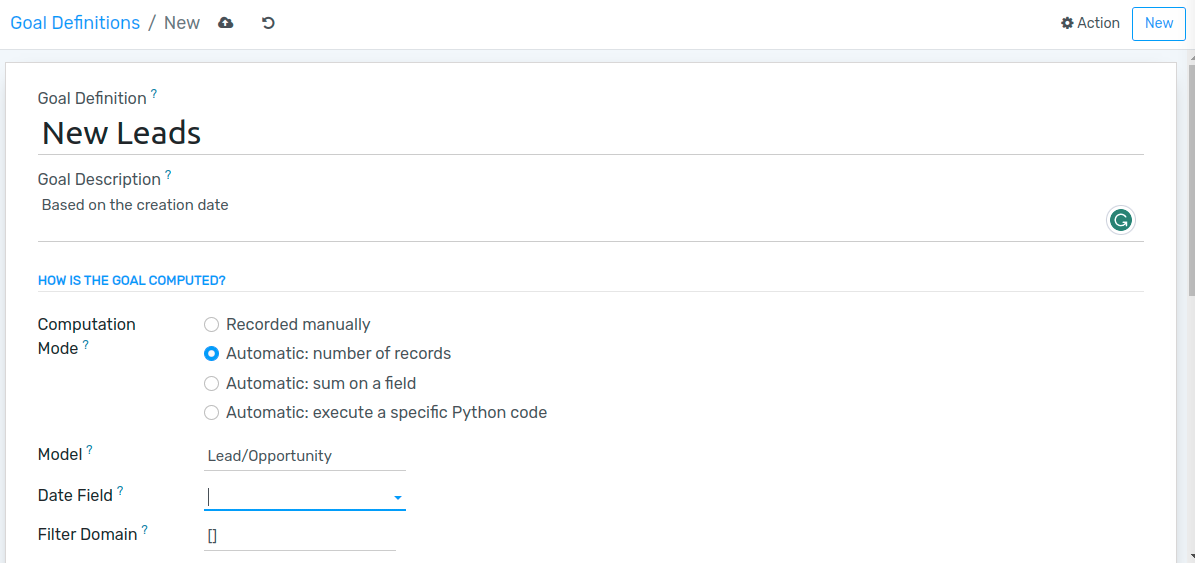 Goal Definitions / New
Action
New
Goal Definition ?
New Leads
Goal Description ?
Based on the creation date
HOW IS THE GOAL COMPUTED?
Computation Mode ?
Recorded manually
Automatic: number of records
Automatic: sum on a field
Automatic: execute a specific Python code
Model ?
Lead/Opportunity
Date Field ?
Filter Domain ?
[]